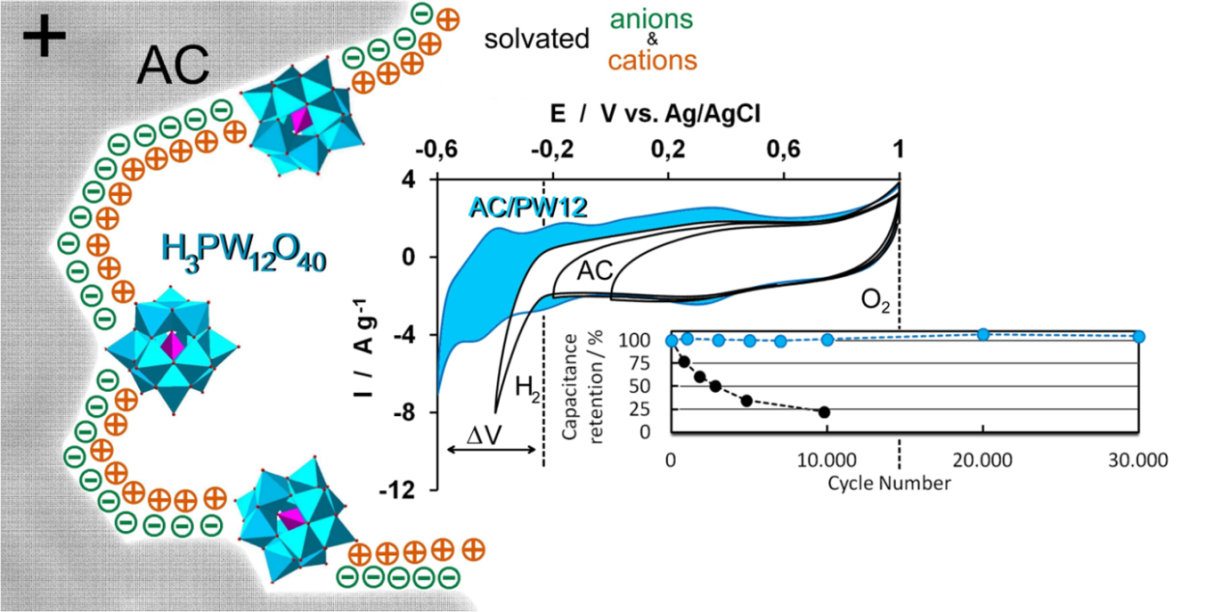 +
AC
solvated
anions
&
cations
H3PW12O40
E / V vs. Ag/AgCl
-0,6 -0,2 0,2 0,6 1
4
0
-4
-8
-12
I / A g-1
AC/PW12
AC
O2
H2
ΔV
Capacitance
retention / %
100
75
50
25
0
0 10.000 20.000 30.000
Cycle Number